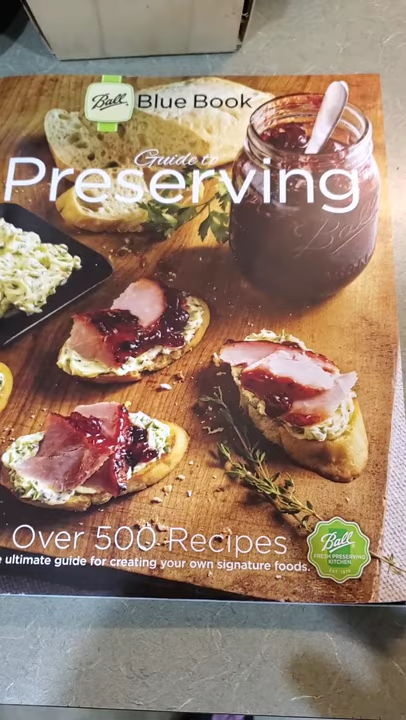 Ball Blue Book
Guide to
Preserving
Ball
Over 500 Recipes
ultimate guide for creating your own signature foods.
Ball
FRESH PRESERVING
KITCHEN